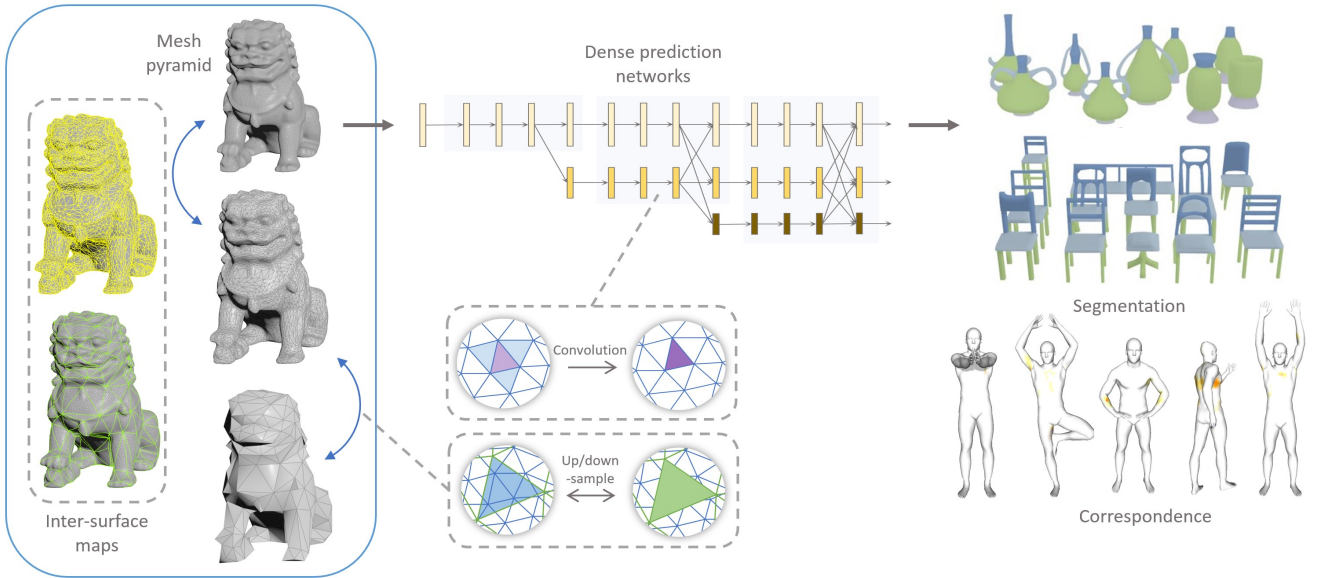 Mesh
pyramid
Inter-surface
maps
Dense prediction
networks
Convolution
Up/down
-sample
Segmentation
Correspondence